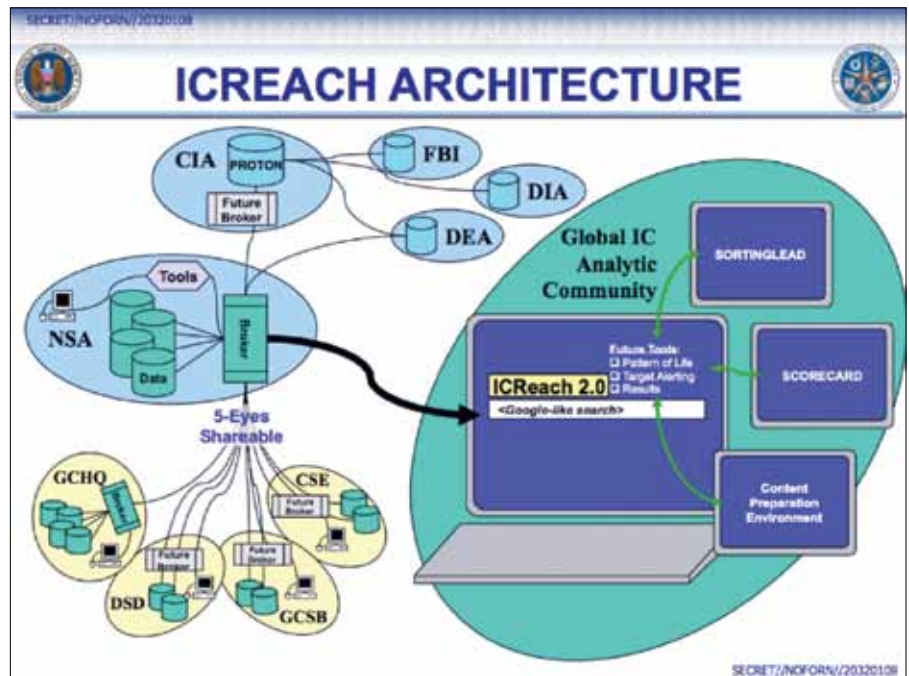 SECRET//NOFORN//20320108
ICREACH ARCHITECTURE
CIA
PROTON
Future
Broker
FBI
DIA
DEA
Global IC
Analytic
Community
SORTINGLEAD
Tools
NSA
Data
Broker
Future Tools:
❑ Pattern of Life
❑ Target Alerting
❑ Results
ICReach 2.0
<Google-like search>
SCORECARD
5-Eyes
Shareable
Content
Preparation
Environment
GCHQ
CSE
Future
Broker
DSD
Future
Broker
GCSB
Future
Broker
SECRET//NOFORN//20320108